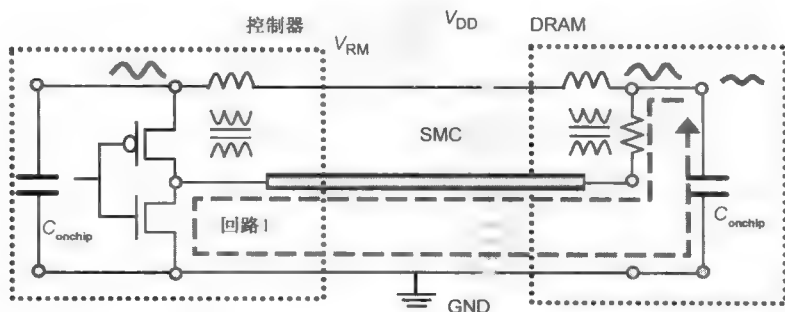 控制器
V_DD
DRAM
V_RM
SMC
C_onchip
回路1
C_onchip
GND